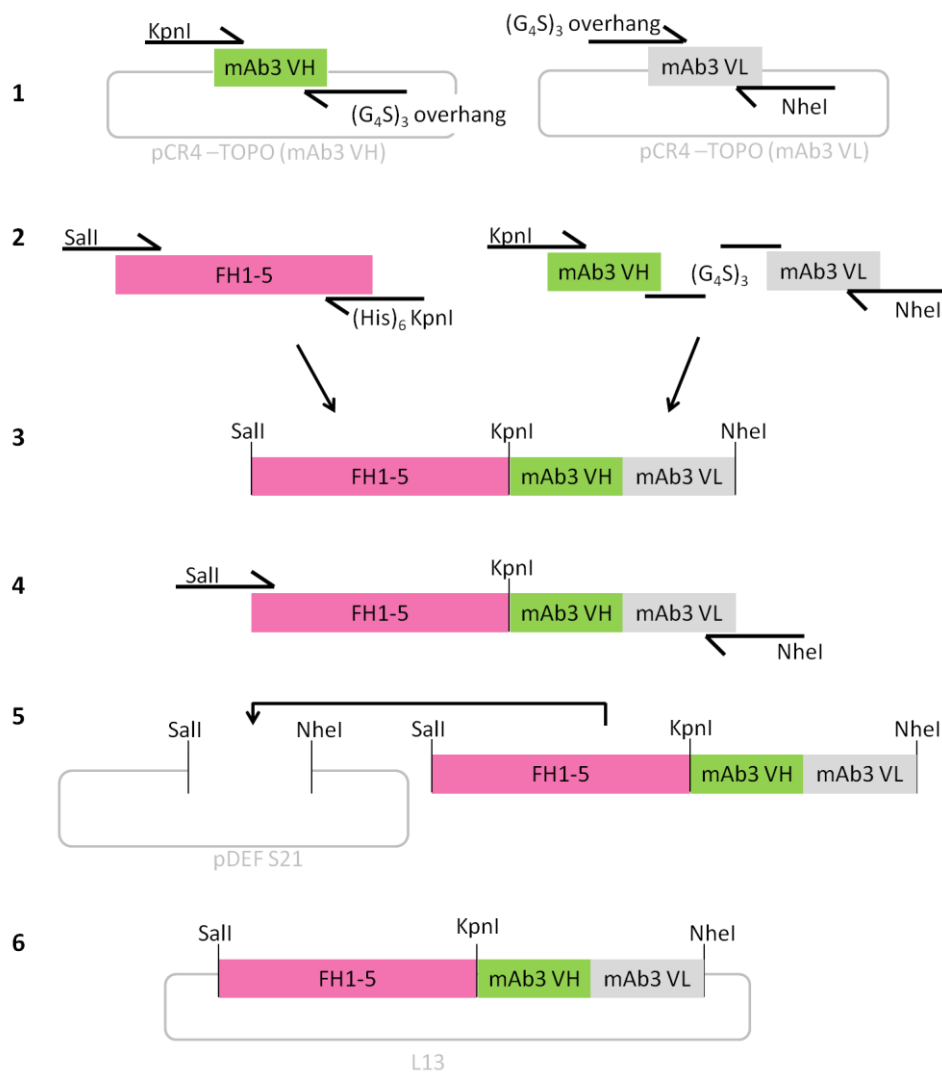 1
KpnI
mAb3 VH
(G₄S)₃ overhang
pCR4 –TOPO (mAb3 VH)
(G₄S)₃ overhang
mAb3 VL
NheI
pCR4 –TOPO (mAb3 VL)
2
SalI
FH1-5
(His)₆ KpnI
KpnI
mAb3 VH
(G₄S)₃
mAb3 VL
NheI
3
SalI
KpnI
NheI
FH1-5
mAb3 VH
mAb3 VL
4
SalI
KpnI
FH1-5
mAb3 VH
mAb3 VL
NheI
5
SalI
NheI
pDEF S21
SalI
KpnI
NheI
FH1-5
mAb3 VH
mAb3 VL
6
SalI
KpnI
NheI
FH1-5
mAb3 VH
mAb3 VL
L13